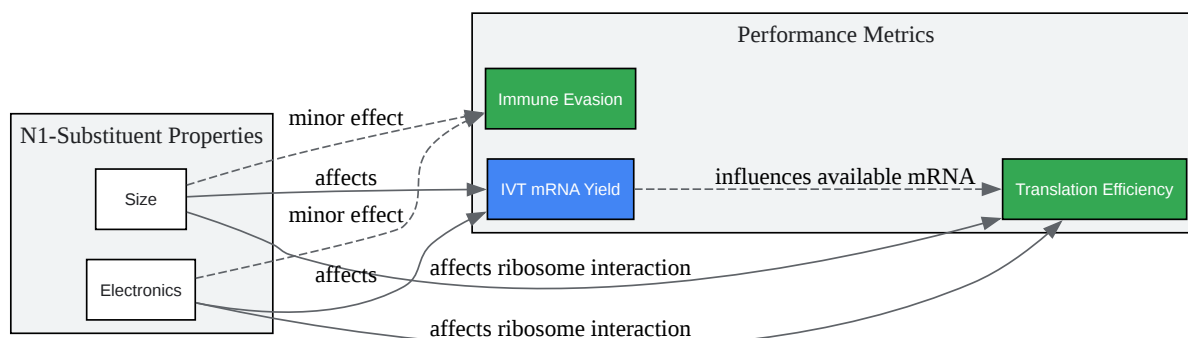 Performance Metrics
Immune Evasion
minor effect
N1-Substituent Properties
Size
affects
IVT mRNA Yield
influences available mRNA
Translation Efficiency
minor effect
Electronics
affects
affects ribosome interaction
affects ribosome interaction